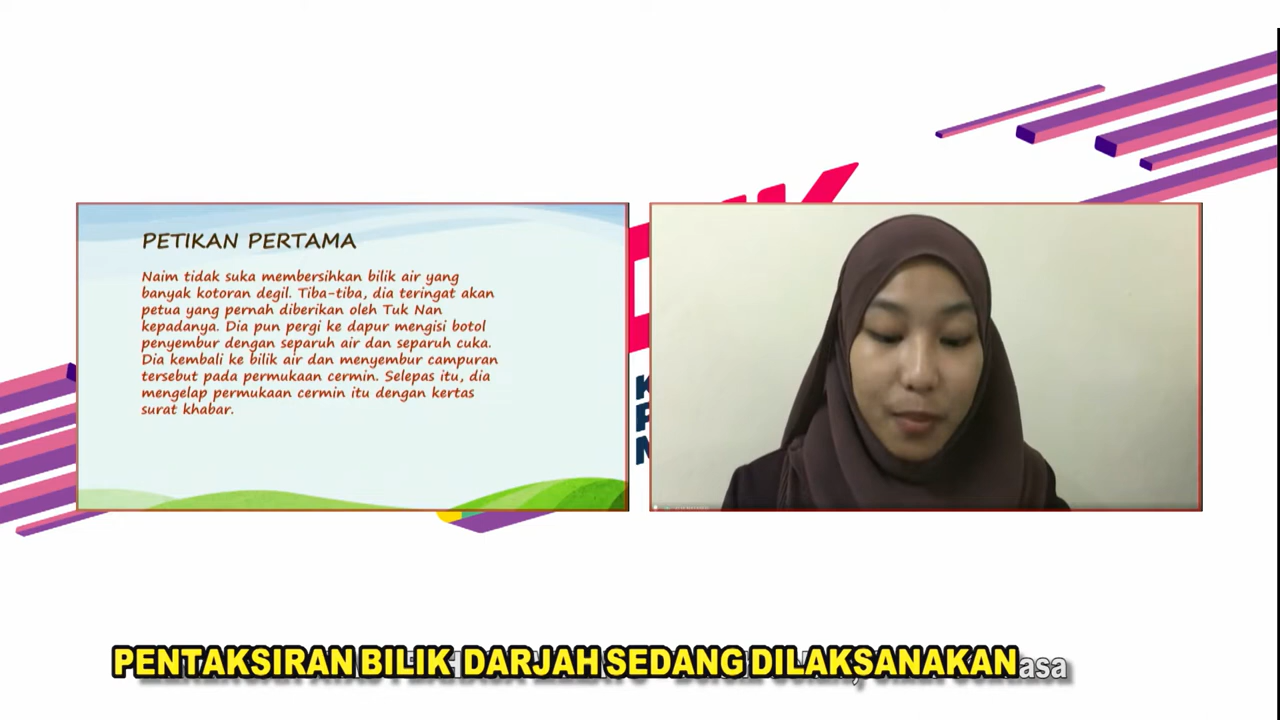 PETIKAN PERTAMA
Naim tidak suka membersihkan bilik air yang
banyak kotoran degil. Tiba-tiba, dia teringat akan
petua yang pernah diberikan oleh Tuk Nan
kepadanya. Dia pun pergi ke dapur mengisi botol
penyembur dengan separuh air dan separuh cuka.
Dia kembali ke bilik air dan menyembur campuran
tersebut pada permukaan cermin. Selepas itu, dia
mengelap permukaan cermin itu dengan kertas
surat khabar.
PENTAKSIRAN BILIK DARJAH SEDANG DILAKSANAKAN